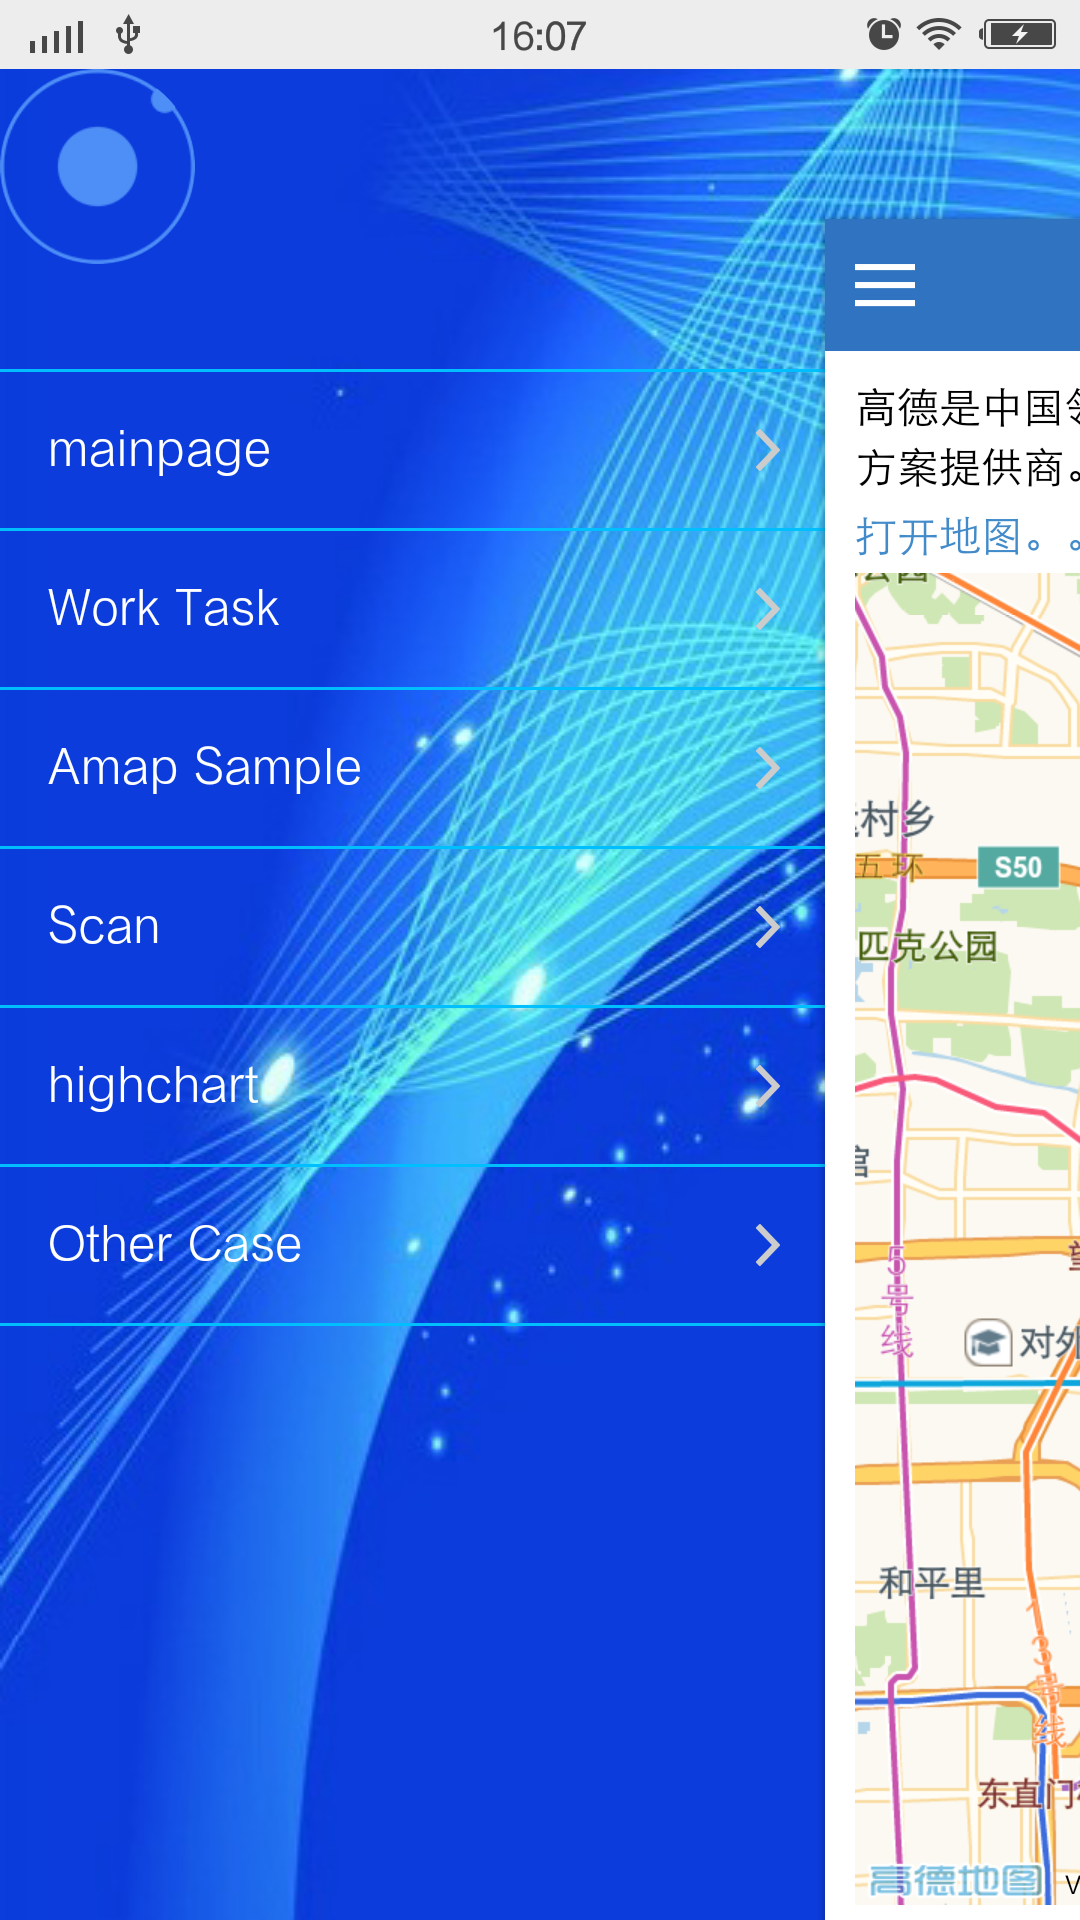 16:07
mainpage
Work Task
Amap Sample
Scan
highchart
Other Case
高德是中国
方案提供商。
打开地图。。
公园
村乡
五环
S50
匹克公园
5号线
对外
和平里
13号线
东直门
高德地图
V